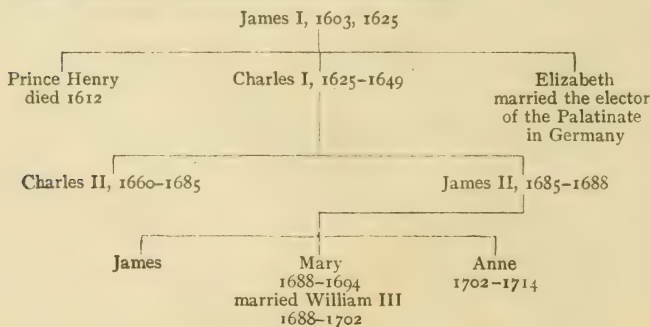 James I, 1603, 1625
Prince Henry
died 1612
Charles I, 1625-1649
Elizabeth
married the elector
of the Palatinate
in Germany
Charles II, 1660-1685
James II, 1685-1688
James
Mary
1688-1694
married William III
1688-1702
Anne
1702-1714